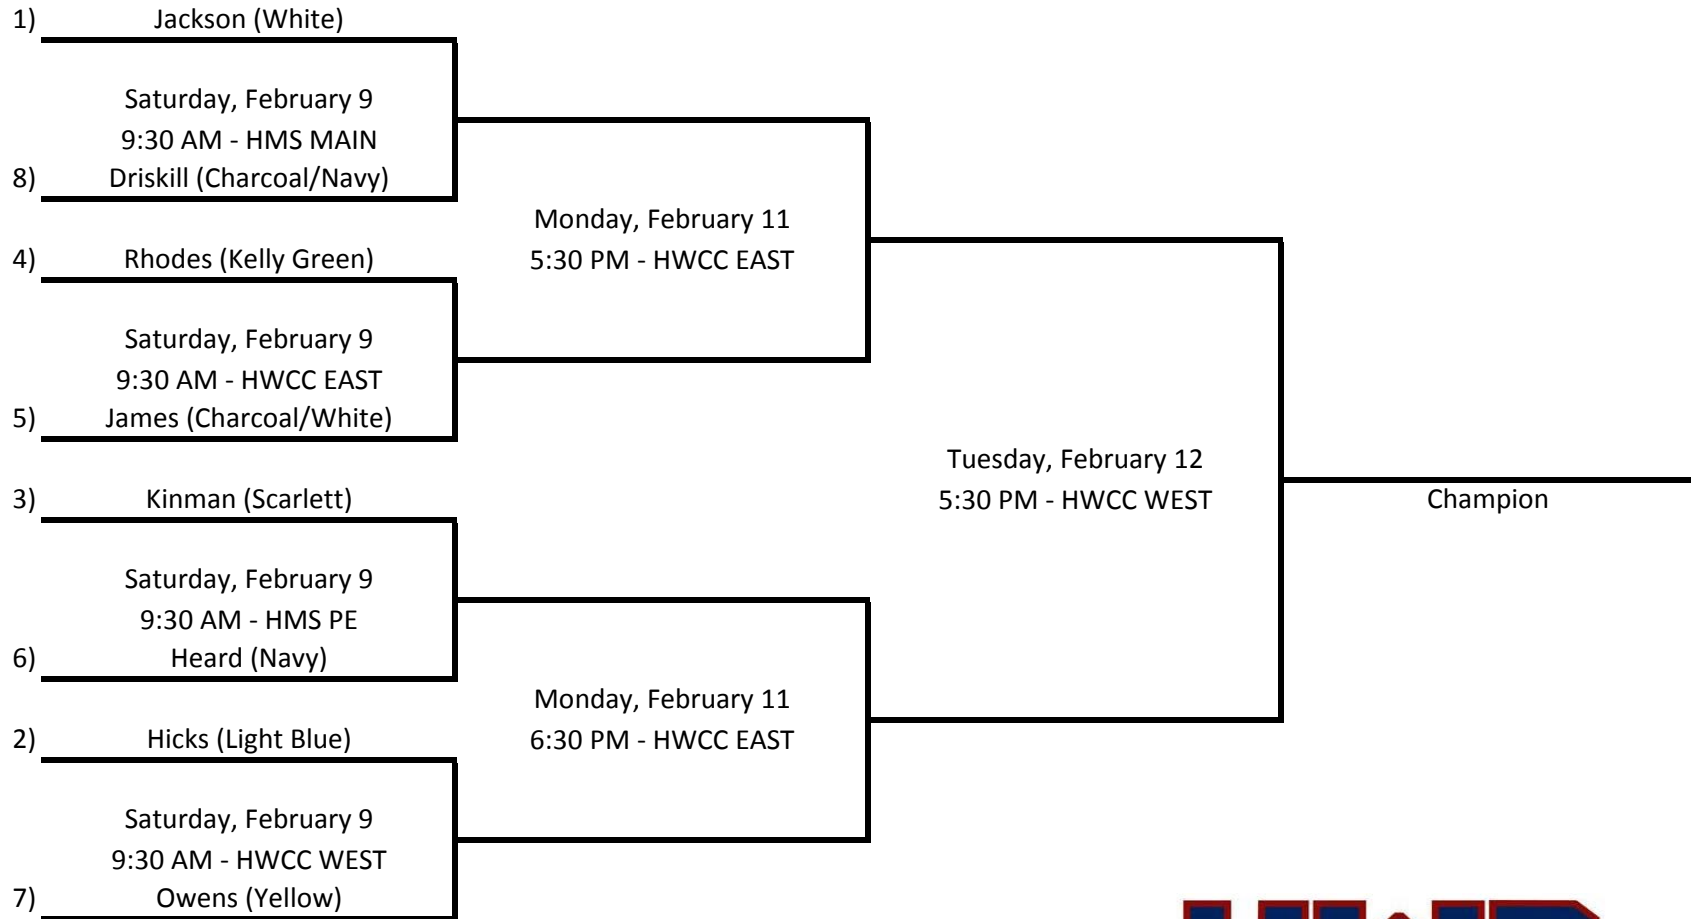 1) Jackson (White)
Saturday, February 9
9:30 AM - HMS MAIN
8) Driskill (Charcoal/Navy)
Monday, February 11
5:30 PM - HWCC EAST
4) Rhodes (Kelly Green)
Saturday, February 9
9:30 AM - HWCC EAST
5) James (Charcoal/White)
Tuesday, February 12
5:30 PM - HWCC WEST
Champion
3) Kinman (Scarlett)
Saturday, February 9
9:30 AM - HMS PE
6) Heard (Navy)
Monday, February 11
6:30 PM - HWCC EAST
2) Hicks (Light Blue)
Saturday, February 9
9:30 AM - HWCC WEST
7) Owens (Yellow)